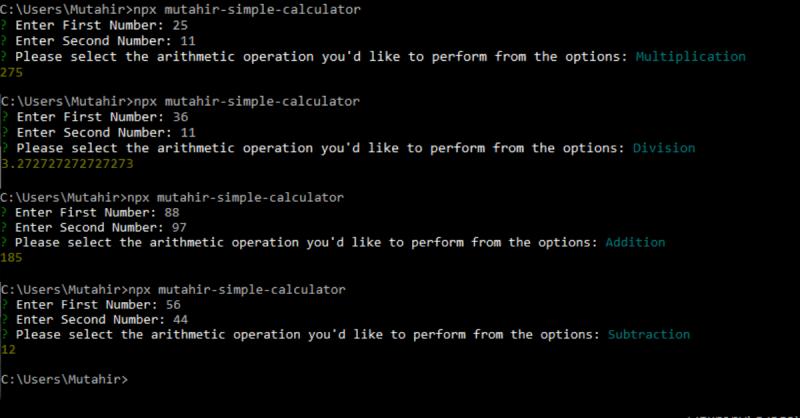 C:\Users\Mutahir>npx mutahir-simple-calculator
? Enter First Number: 25
? Enter Second Number: 11
? Please select the arithmetic operation you'd like to perform from the options: Multiplication
275
C:\Users\Mutahir>npx mutahir-simple-calculator
? Enter First Number: 36
? Enter Second Number: 11
? Please select the arithmetic operation you'd like to perform from the options: Division
3.272727272727273
C:\Users\Mutahir>npx mutahir-simple-calculator
? Enter First Number: 88
? Enter Second Number: 97
? Please select the arithmetic operation you'd like to perform from the options: Addition
185
C:\Users\Mutahir>npx mutahir-simple-calculator
? Enter First Number: 56
? Enter Second Number: 44
? Please select the arithmetic operation you'd like to perform from the options: Subtraction
12
C:\Users\Mutahir>